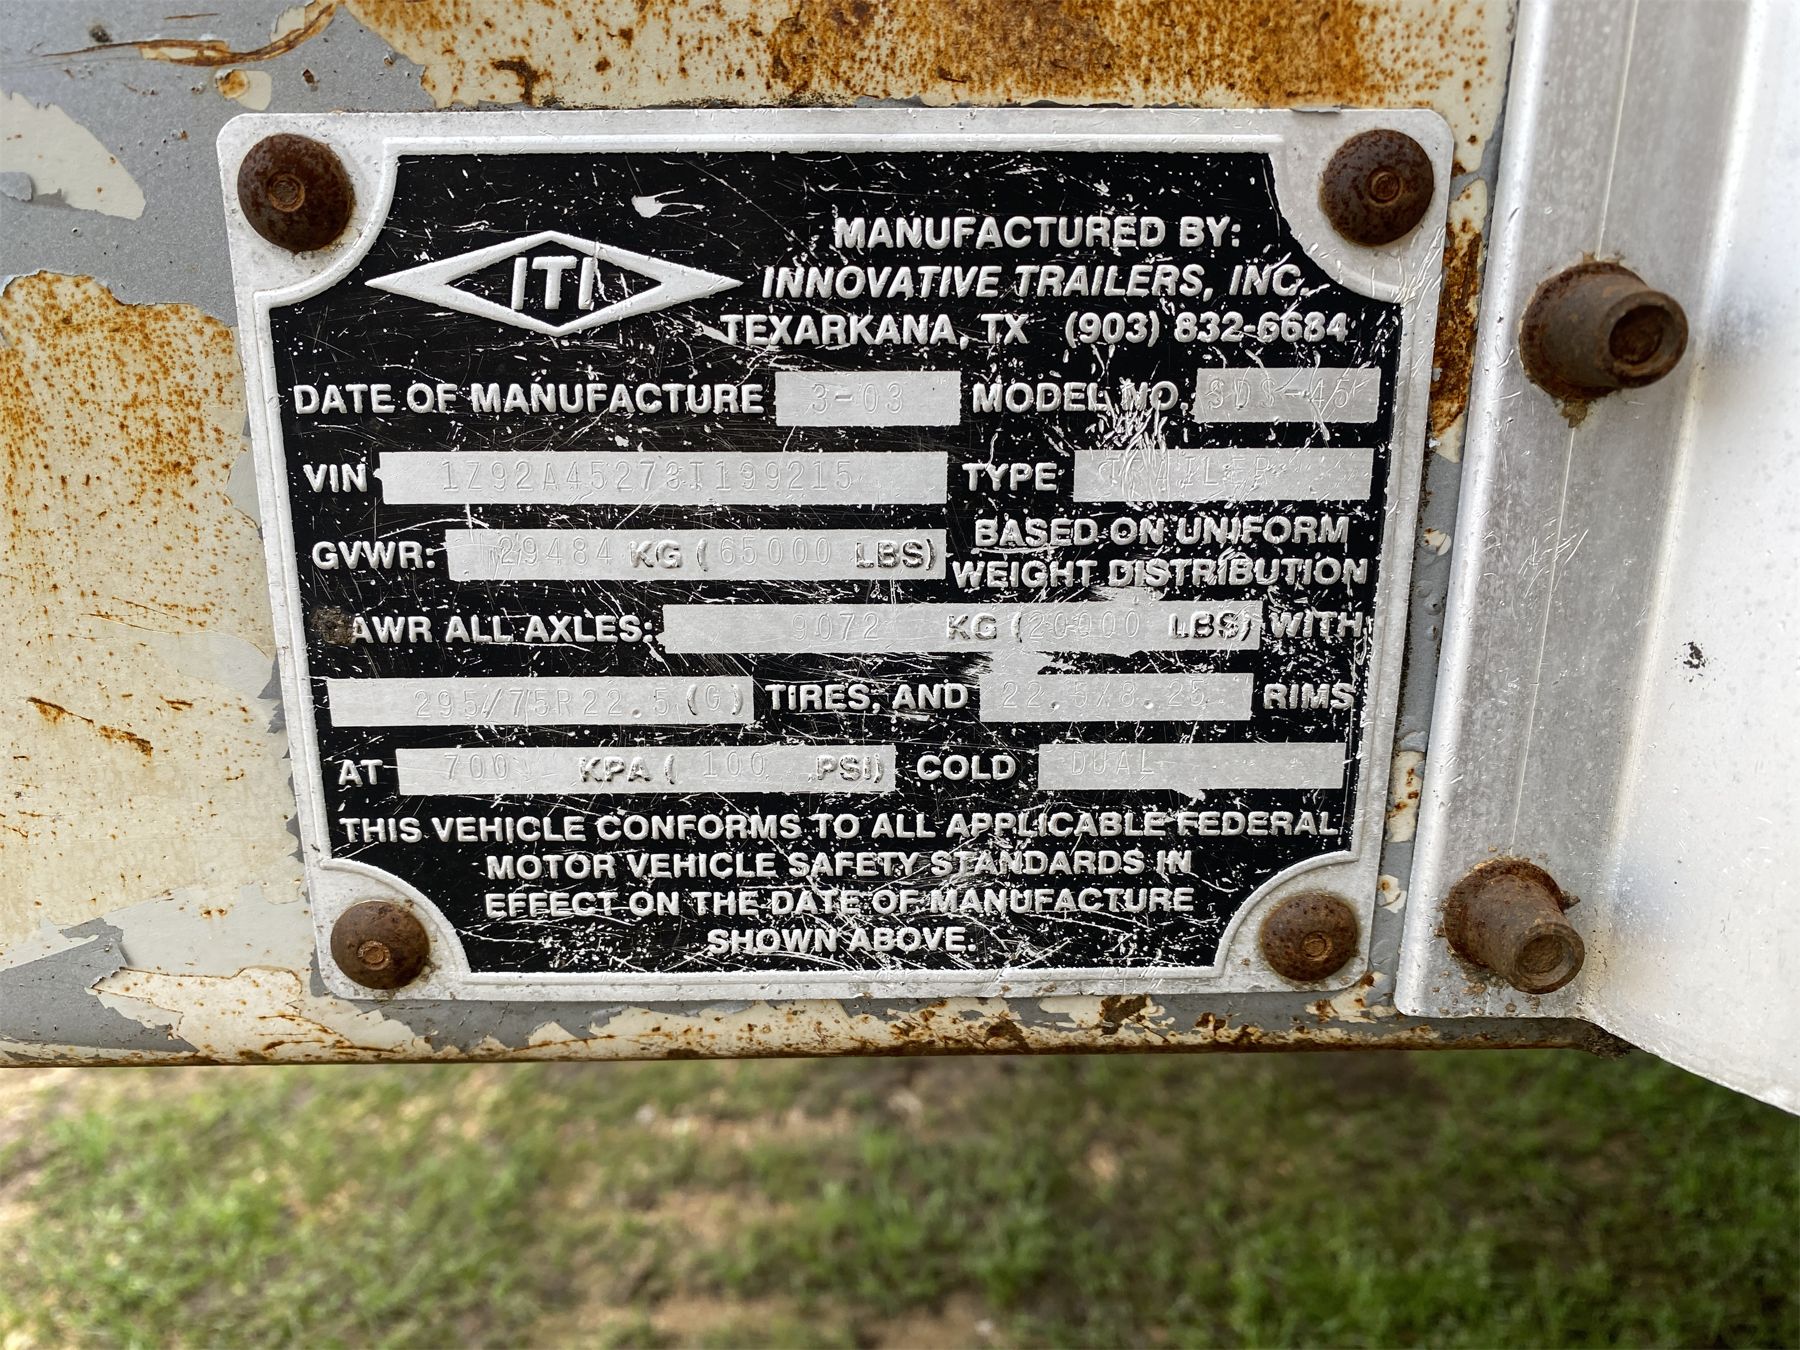 ITI
MANUFACTURED BY:
INNOVATIVE TRAILERS, INC.
TEXARKANA, TX (903) 832-6684
DATE OF MANUFACTURE 3-03 MODEL NO. SDS-45
VIN 1Z92A45273T199215 TYPE TRAILER
GVWR: 29484 KG (65000 LBS) BASED ON UNIFORM
WEIGHT DISTRIBUTION
AWR ALL AXLES: 9072 KG (20000 LBS) WITH
295/75R22.5(G) TIRES, AND 22.5/8.25 RIMS
AT 700 KPA (100 PSI) COLD DUAL
THIS VEHICLE CONFORMS TO ALL APPLICABLE FEDERAL
MOTOR VEHICLE SAFETY STANDARDS IN
EFFECT ON THE DATE OF MANUFACTURE
SHOWN ABOVE.